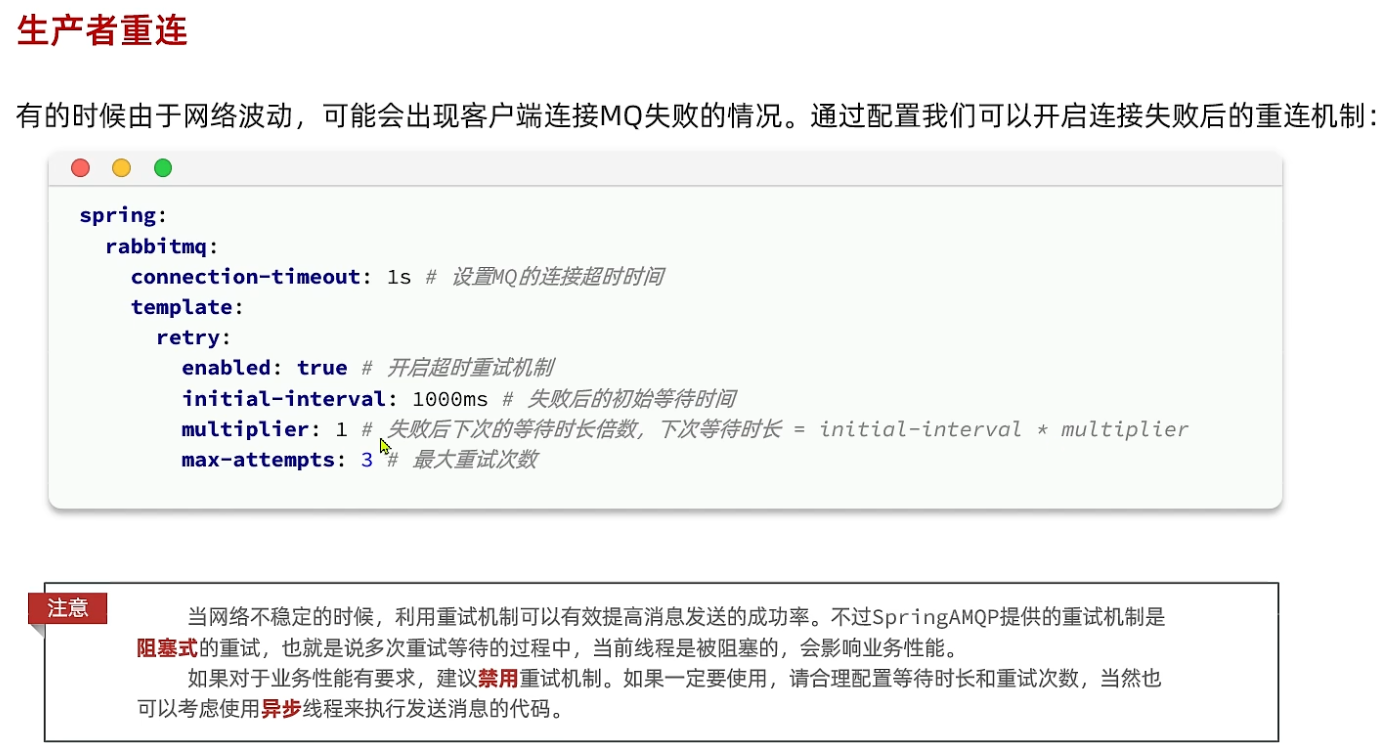 生产者重连
有的时候由于网络波动，可能会出现客户端连接MQ失败的情况。通过配置我们可以开启连接失败后的重连机制：
spring:
  rabbitmq:
    connection-timeout: 1s # 设置MQ的连接超时时间
    template:
      retry:
        enabled: true # 开启超时重试机制
        initial-interval: 1000ms # 失败后的初始等待时间
        multiplier: 1 # 失败后下次的等待时长倍数，下次等待时长 = initial-interval * multiplier
        max-attempts: 3 # 最大重试次数
注意
当网络不稳定的时候，利用重试机制可以有效提高消息发送的成功率。不过SpringAMQP提供的重试机制是
阻塞式的重试，也就是说多次重试等待的过程中，当前线程是被阻塞的，会影响业务性能。
如果对于业务性能有要求，建议禁用重试机制。如果一定要使用，请合理配置等待时长和重试次数，当然也
可以考虑使用异步线程来执行发送消息的代码。